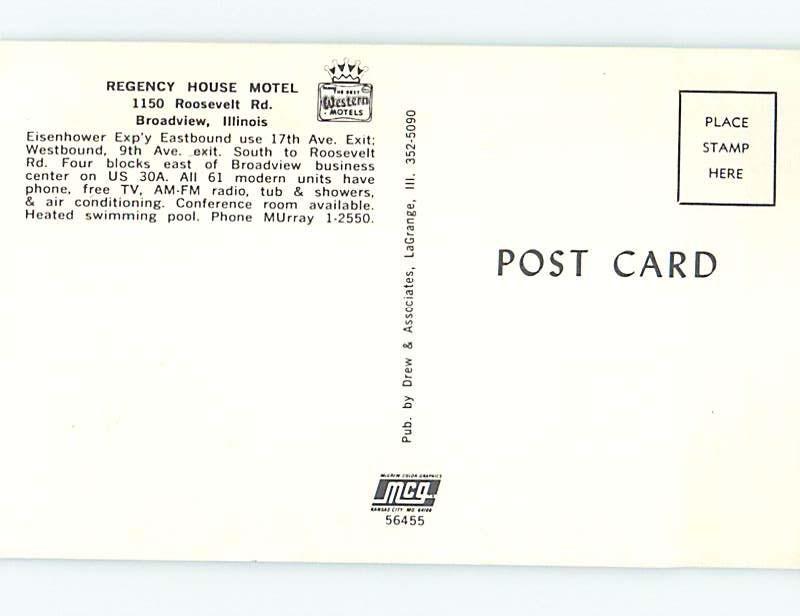 REGENCY HOUSE MOTEL
1150 Roosevelt Rd.
Broadview, Illinois
THE BEST
Western
MOTELS
Eisenhower Exp'y Eastbound use 17th Ave. Exit;
Westbound, 9th Ave. exit. South to Roosevelt
Rd. Four blocks east of Broadview business
center on US 30A. All 61 modern units have
phone, free TV, AM-FM radio, tub & showers,
& air conditioning. Conference room available.
Heated swimming pool. Phone MUrray 1-2550.
Pub. by Drew & Associates, LaGrange, Ill. 352-5090
PLACE
STAMP
HERE
POST CARD
McGREW COLOR GRAPHICS
mcg.
KANSAS CITY, MO. 64108
56455